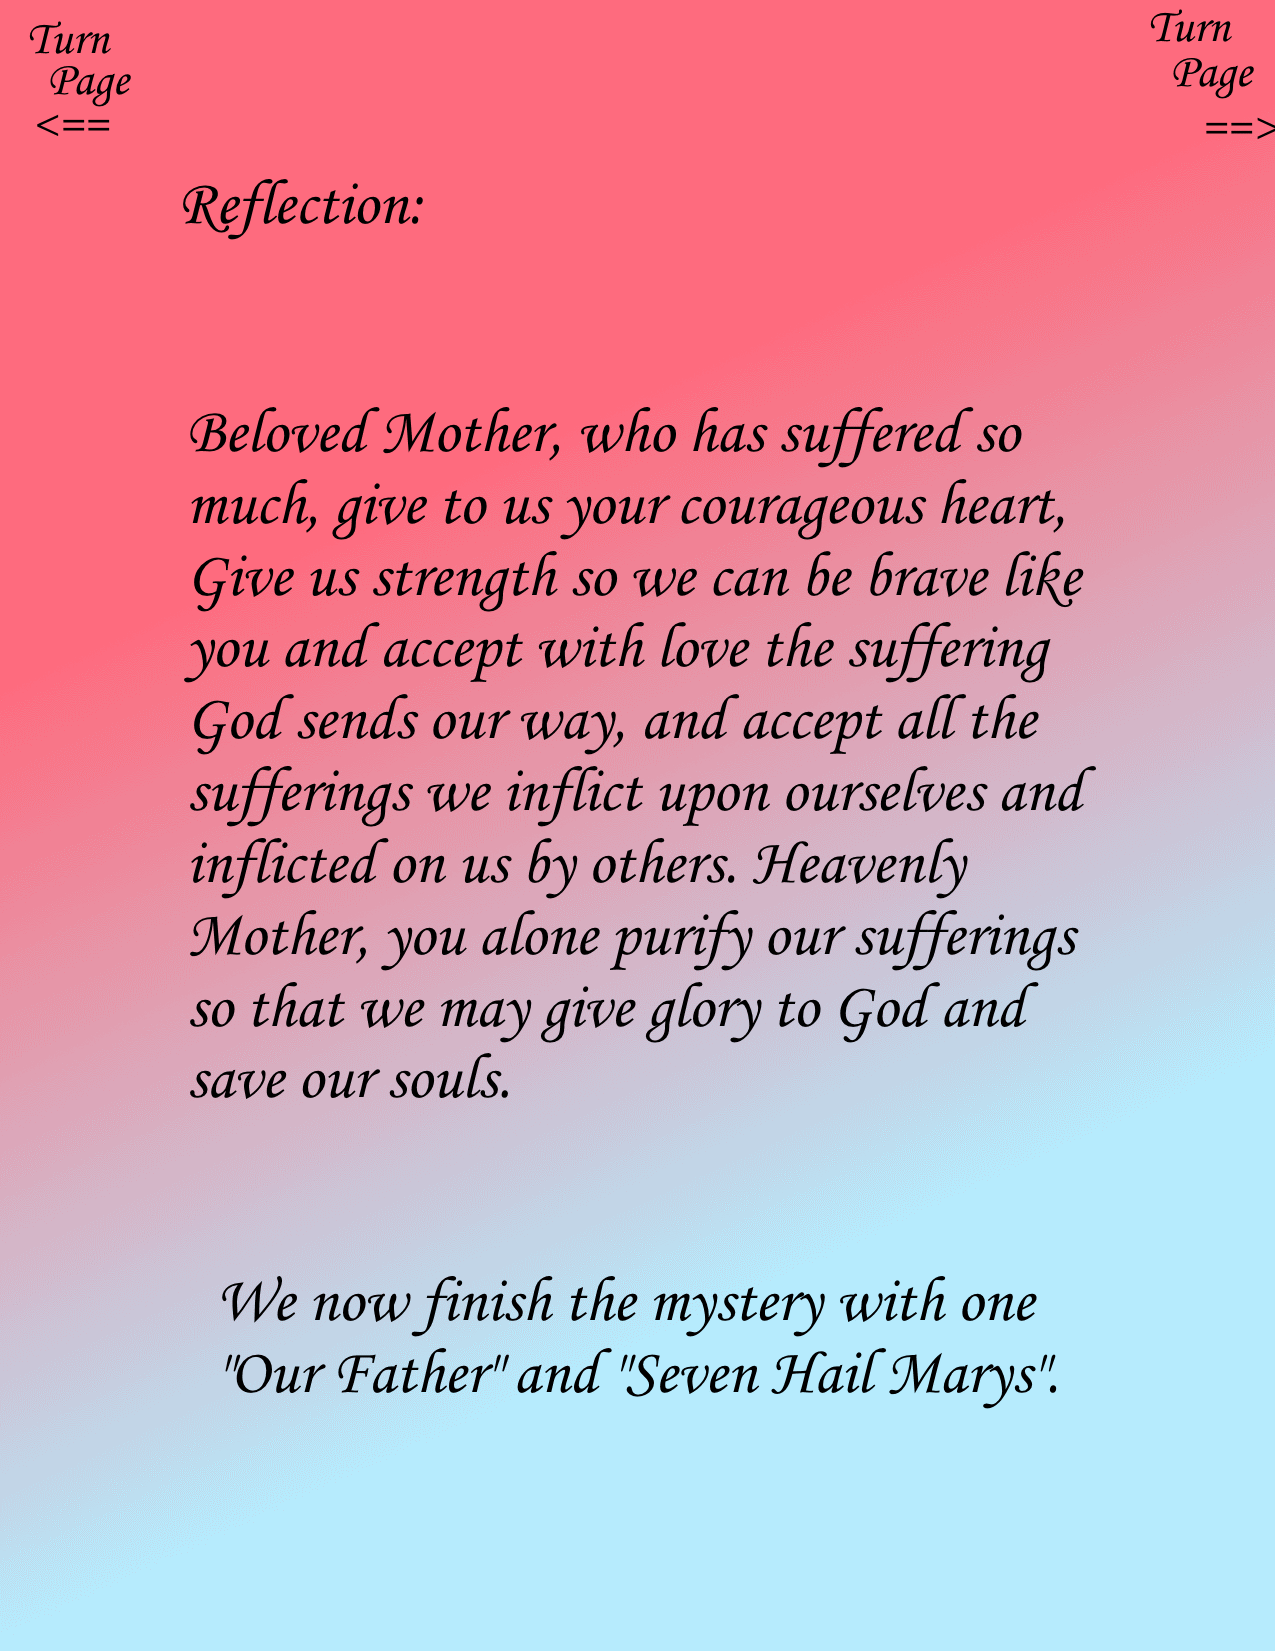 Turn
Page
<==
Turn
Page
==>
Reflection:
Beloved Mother, who has suffered so
much, give to us your courageous heart,
Give us strength so we can be brave like
you and accept with love the suffering
God sends our way, and accept all the
sufferings we inflict upon ourselves and
inflicted on us by others. Heavenly
Mother, you alone purify our sufferings
so that we may give glory to God and
save our souls.
We now finish the mystery with one
"Our Father" and "Seven Hail Marys".